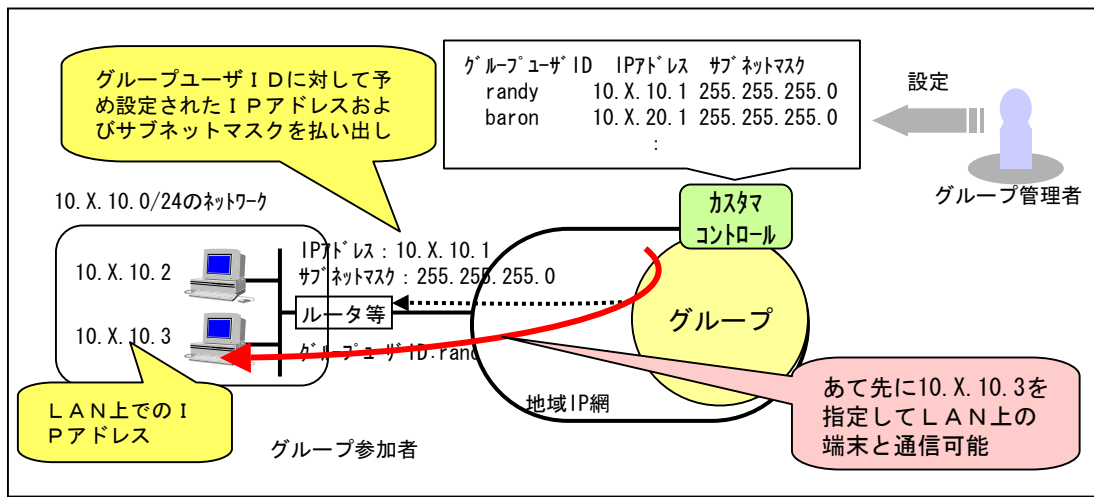 グループユーザIDに対して予
め設定されたIPアドレスおよ
びサブネットマスクを払い出し
ｸﾞﾙｰﾌﾟﾕｰｻﾞID IPｱﾄﾞﾚｽ ｻﾌﾞﾈｯﾄﾏｽｸ
randy 10.X.10.1 255.255.255.0
baron 10.X.20.1 255.255.255.0
:
設定
グループ管理者
10.X.10.0/24のﾈｯﾄﾜｰｸ
ｶｽﾀﾏ
ｺﾝﾄﾛｰﾙ
IPｱﾄﾞﾚｽ：10.X.10.1
ｻﾌﾞﾈｯﾄﾏｽｸ：255.255.255.0
10.X.10.2
ルータ等
グループ
10.X.10.3
ｸﾞﾙｰﾌﾟﾕｰｻﾞID:rand
LAN上でのI
Pアドレス
地域IP網
あて先に10.X.10.3を
指定してLAN上の
端末と通信可能
グループ参加者